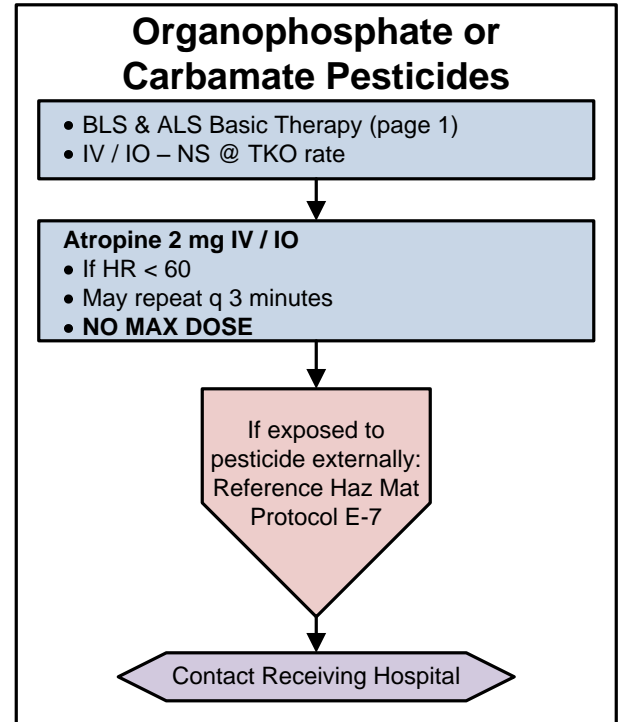 Organophosphate or
Carbamate Pesticides
• BLS & ALS Basic Therapy (page 1)
• IV / IO – NS @ TKO rate
Atropine 2 mg IV / IO
• If HR < 60
• May repeat q 3 minutes
• NO MAX DOSE
If exposed to
pesticide externally:
Reference Haz Mat
Protocol E-7
Contact Receiving Hospital